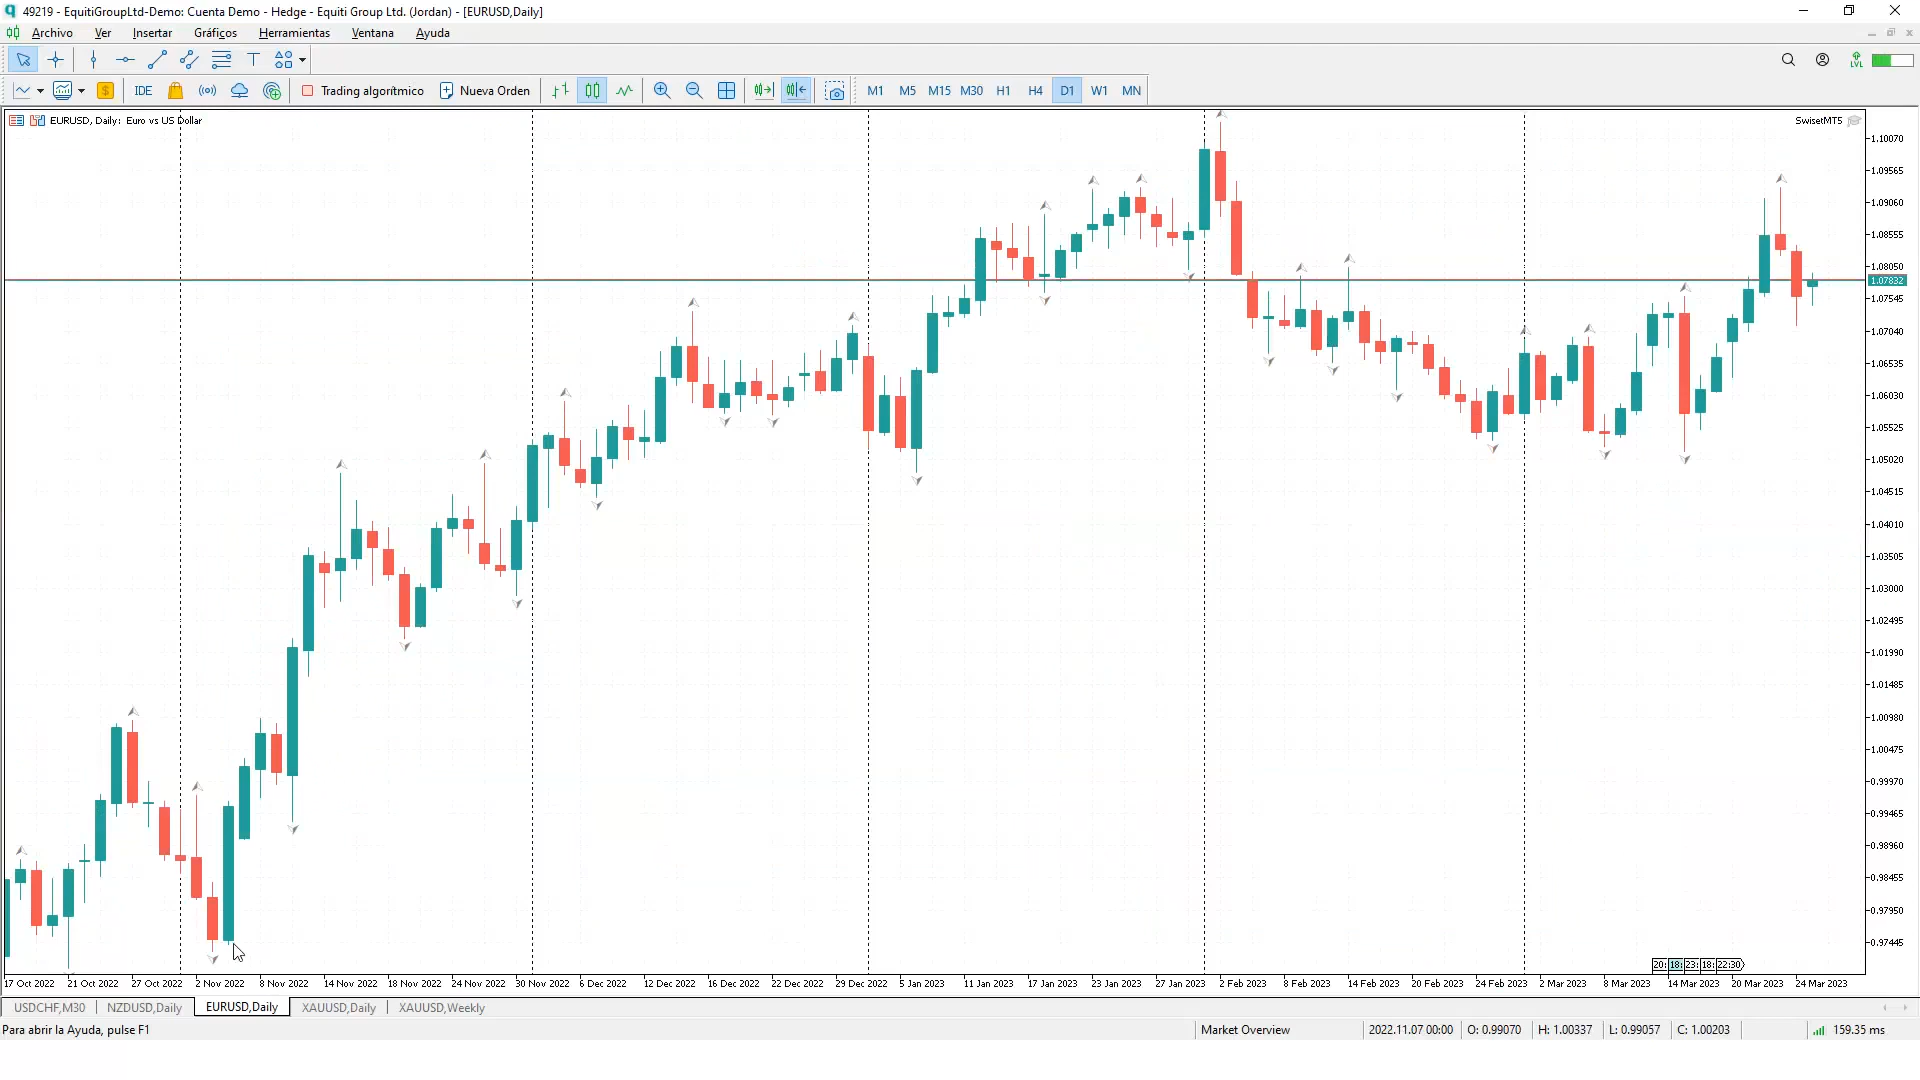 49219 - EquitiGroupLtd-Demo: Cuenta Demo - Hedge - Equiti Group Ltd. (Jordan) - [EURUSD,Daily]
Archivo Ver Insertar Gráficos Herramientas Ventana Ayuda
LVL
IDE Trading algorítmico Nueva Orden M1 M5 M15 M30 H1 H4 D1 W1 MN
EURUSD, Daily: Euro vs US Dollar
SwisetMT5
1.10070
1.09565
1.09060
1.08555
1.08050
1.07832
1.07545
1.07040
1.06535
1.06030
1.05525
1.05020
1.04515
1.04010
1.03505
1.03000
1.02495
1.01990
1.01485
1.00980
1.00475
0.99970
0.99465
0.98960
0.98455
0.97950
0.97445
20: 18: 23: 18: 22:30
17 Oct 2022 21 Oct 2022 27 Oct 2022 2 Nov 2022 8 Nov 2022 14 Nov 2022 18 Nov 2022 24 Nov 2022 30 Nov 2022 6 Dec 2022 12 Dec 2022 16 Dec 2022 22 Dec 2022 29 Dec 2022 5 Jan 2023 11 Jan 2023 17 Jan 2023 23 Jan 2023 27 Jan 2023 2 Feb 2023 8 Feb 2023 14 Feb 2023 20 Feb 2023 24 Feb 2023 2 Mar 2023 8 Mar 2023 14 Mar 2023 20 Mar 2023 24 Mar 2023
USDCHF,M30 NZDUSD,Daily EURUSD,Daily XAUUSD,Daily XAUUSD,Weekly
Para abrir la Ayuda, pulse F1
Market Overview 2022.11.07 00:00 O: 0.99070 H: 1.00337 L: 0.99057 C: 1.00203 159.35 ms